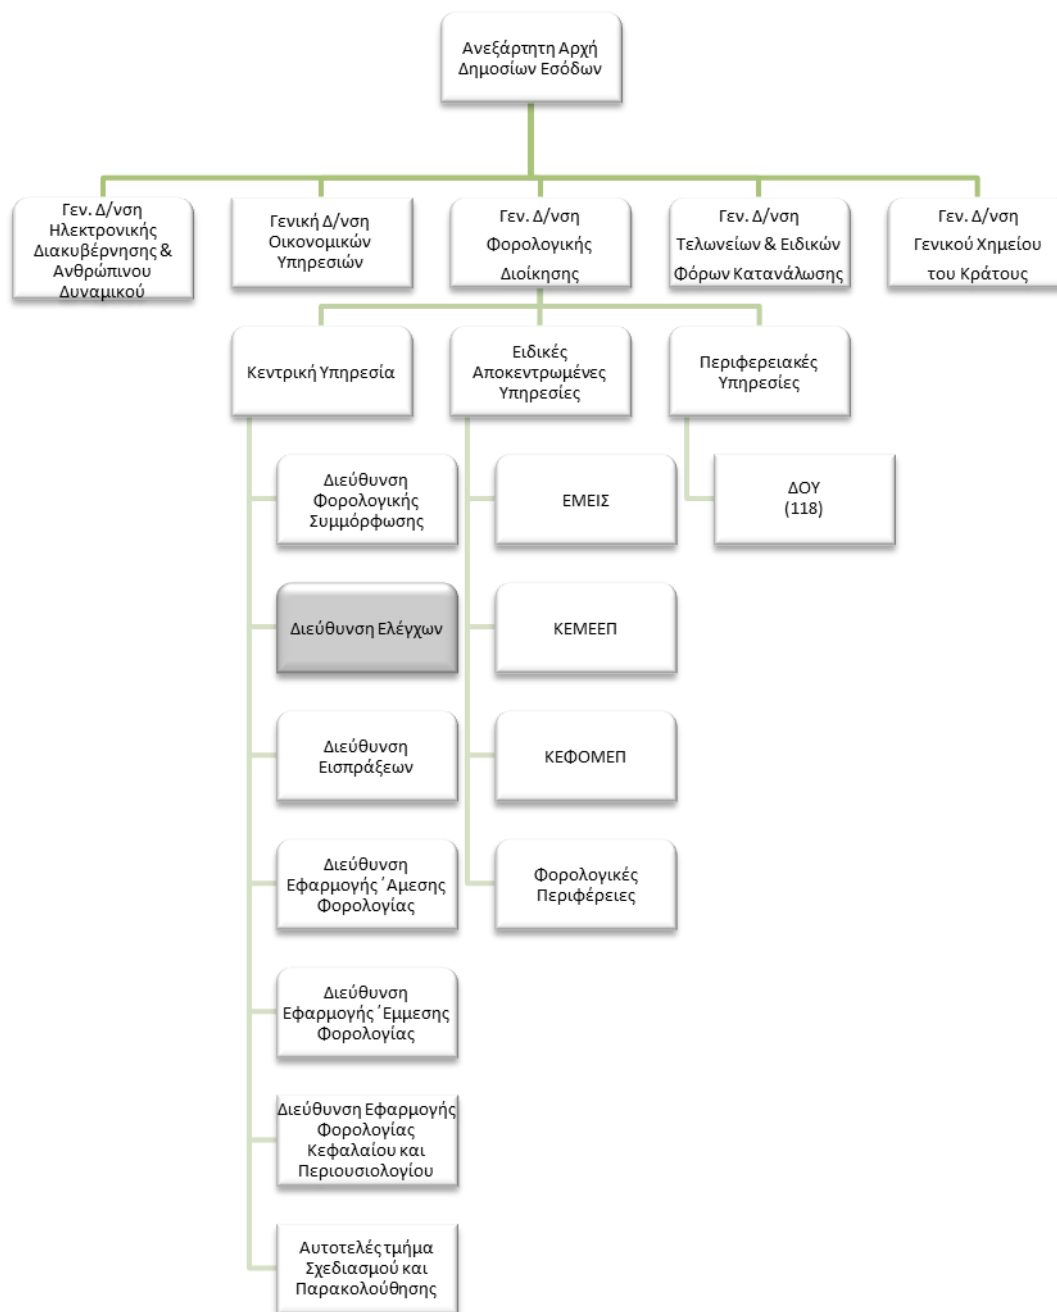 Ανεξάρτητη Αρχή
Δημοσίων Εσόδων
Γεν. Δ/νση
Ηλεκτρονικής
Διακυβέρνησης &
Ανθρώπινου
Δυναμικού
Γενική Δ/νση
Οικονομικών
Υπηρεσιών
Γεν. Δ/νση
Φορολογικής
Διοίκησης
Γεν. Δ/νση
Τελωνείων & Ειδικών
Φόρων Κατανάλωσης
Γεν. Δ/νση
Γενικού Χημείου
του Κράτους
Κεντρική Υπηρεσία
Ειδικές
Αποκεντρωμένες
Υπηρεσίες
Περιφερειακές
Υπηρεσίες
Διεύθυνση
Φορολογικής
Συμμόρφωσης
Διεύθυνση Ελέγχων
Διεύθυνση
Εισπράξεων
Διεύθυνση
Εφαρμογής ΄Αμεσης
Φορολογίας
Διεύθυνση
Εφαρμογής ΄Εμμεσης
Φορολογίας
Διεύθυνση Εφαρμογής
Φορολογίας
Κεφαλαίου και
Περιουσιολογίου
Αυτοτελές τμήμα
Σχεδιασμού και
Παρακολούθησης
ΕΜΕΙΣ
ΚΕΜΕΕΠ
ΚΕΦΟΜΕΠ
Φορολογικές
Περιφέρειες
ΔΟΥ
(118)